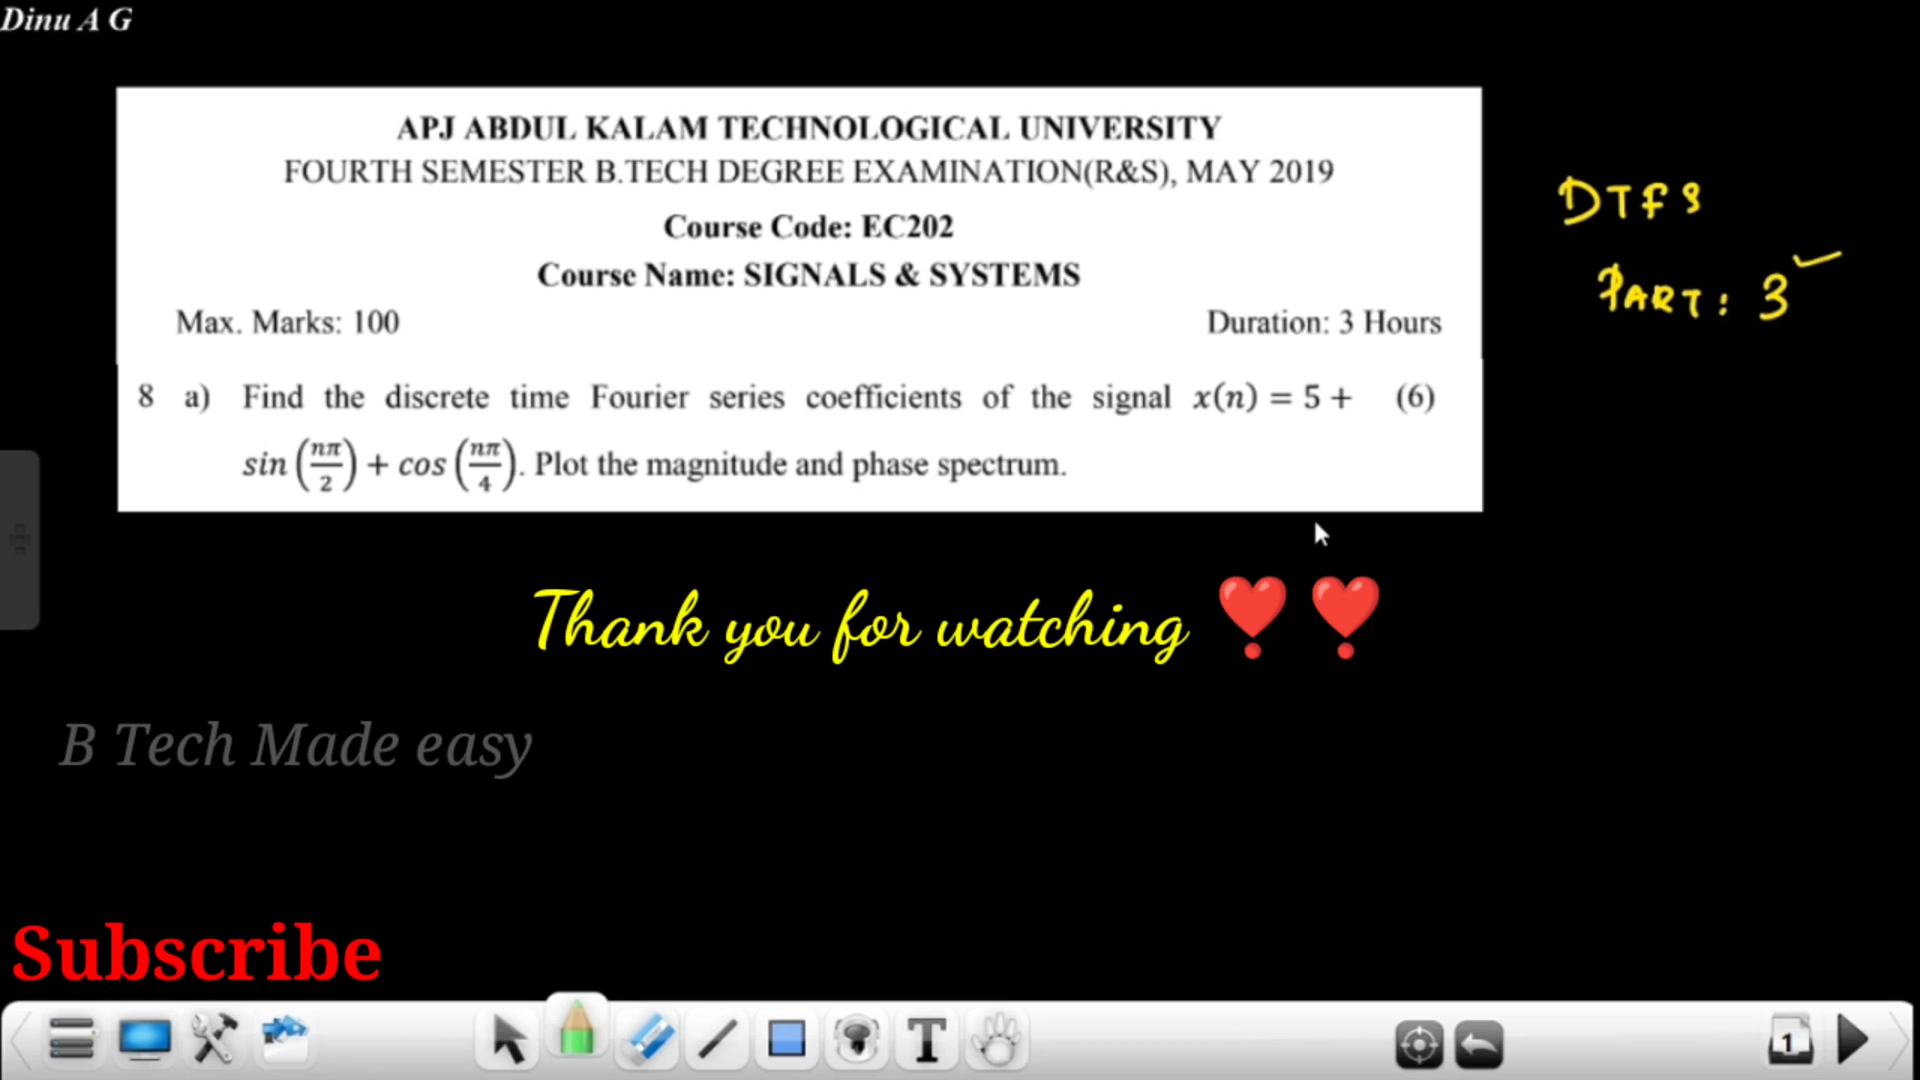 Dinu A G
APJ ABDUL KALAM TECHNOLOGICAL UNIVERSITY
FOURTH SEMESTER B.TECH DEGREE EXAMINATION(R&S), MAY 2019
Course Code: EC202
Course Name: SIGNALS & SYSTEMS
Max. Marks: 100 Duration: 3 Hours
8 a) Find the discrete time Fourier series coefficients of the signal x(n) = 5 + (6)
sin (nπ/2) + cos (nπ/4). Plot the magnitude and phase spectrum.
DTFS
PART: 3
Thank you for watching ❣️ ❣️
B Tech Made easy
Subscribe
T
1